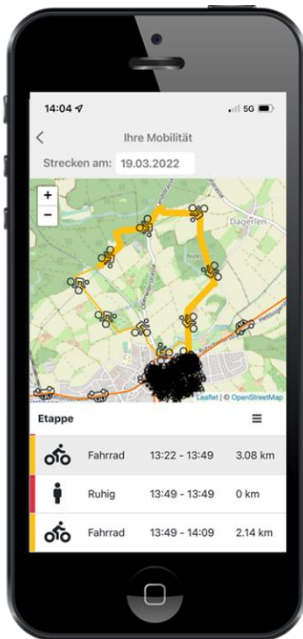 14:04 5G
Ihre Mobilität
Strecken am: 19.03.2022
+
−
Dagerlen
Leaflet | © OpenStreetMap
Etappe
Fahrrad 13:22 - 13:49 3.08 km
Ruhig 13:49 - 13:49 0 km
Fahrrad 13:49 - 14:09 2.14 km